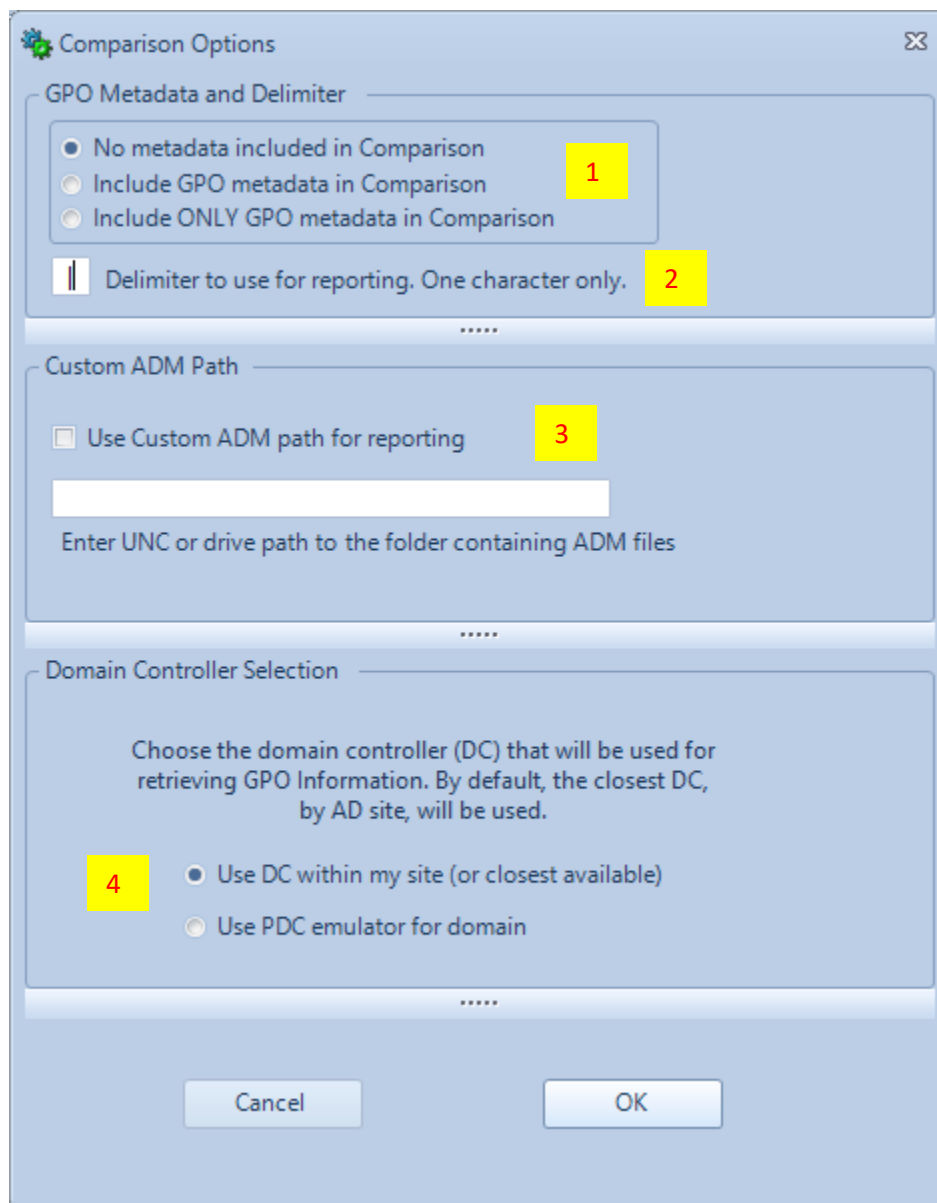 Comparison Options
GPO Metadata and Delimiter
No metadata included in Comparison
Include GPO metadata in Comparison
Include ONLY GPO metadata in Comparison
1
| Delimiter to use for reporting. One character only.
2
Custom ADM Path
Use Custom ADM path for reporting
3
Enter UNC or drive path to the folder containing ADM files
Domain Controller Selection
Choose the domain controller (DC) that will be used for
retrieving GPO Information. By default, the closest DC,
by AD site, will be used.
4
Use DC within my site (or closest available)
Use PDC emulator for domain
Cancel
OK